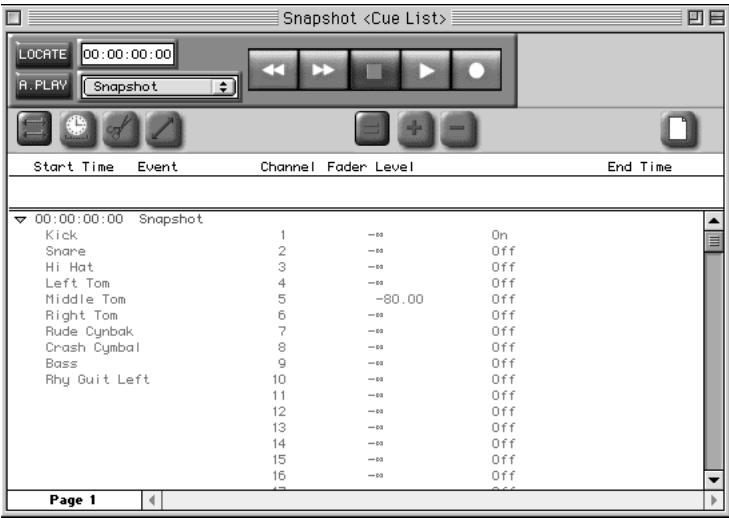 Snapshot <Cue List>
LOCATE 00:00:00:00
A.PLAY Snapshot
Start Time Event Channel Fader Level End Time
00:00:00:00 Snapshot
Kick 1 -∞ On
Snare 2 -∞ Off
Hi Hat 3 -∞ Off
Left Tom 4 -∞ Off
Middle Tom 5 -80.00 Off
Right Tom 6 -∞ Off
Rude Cynbak 7 -∞ Off
Crash Cymbal 8 -∞ Off
Bass 9 -∞ Off
Rhy Guit Left 10 -∞ Off
11 -∞ Off
12 -∞ Off
13 -∞ Off
14 -∞ Off
15 -∞ Off
16 -∞ Off
Page 1